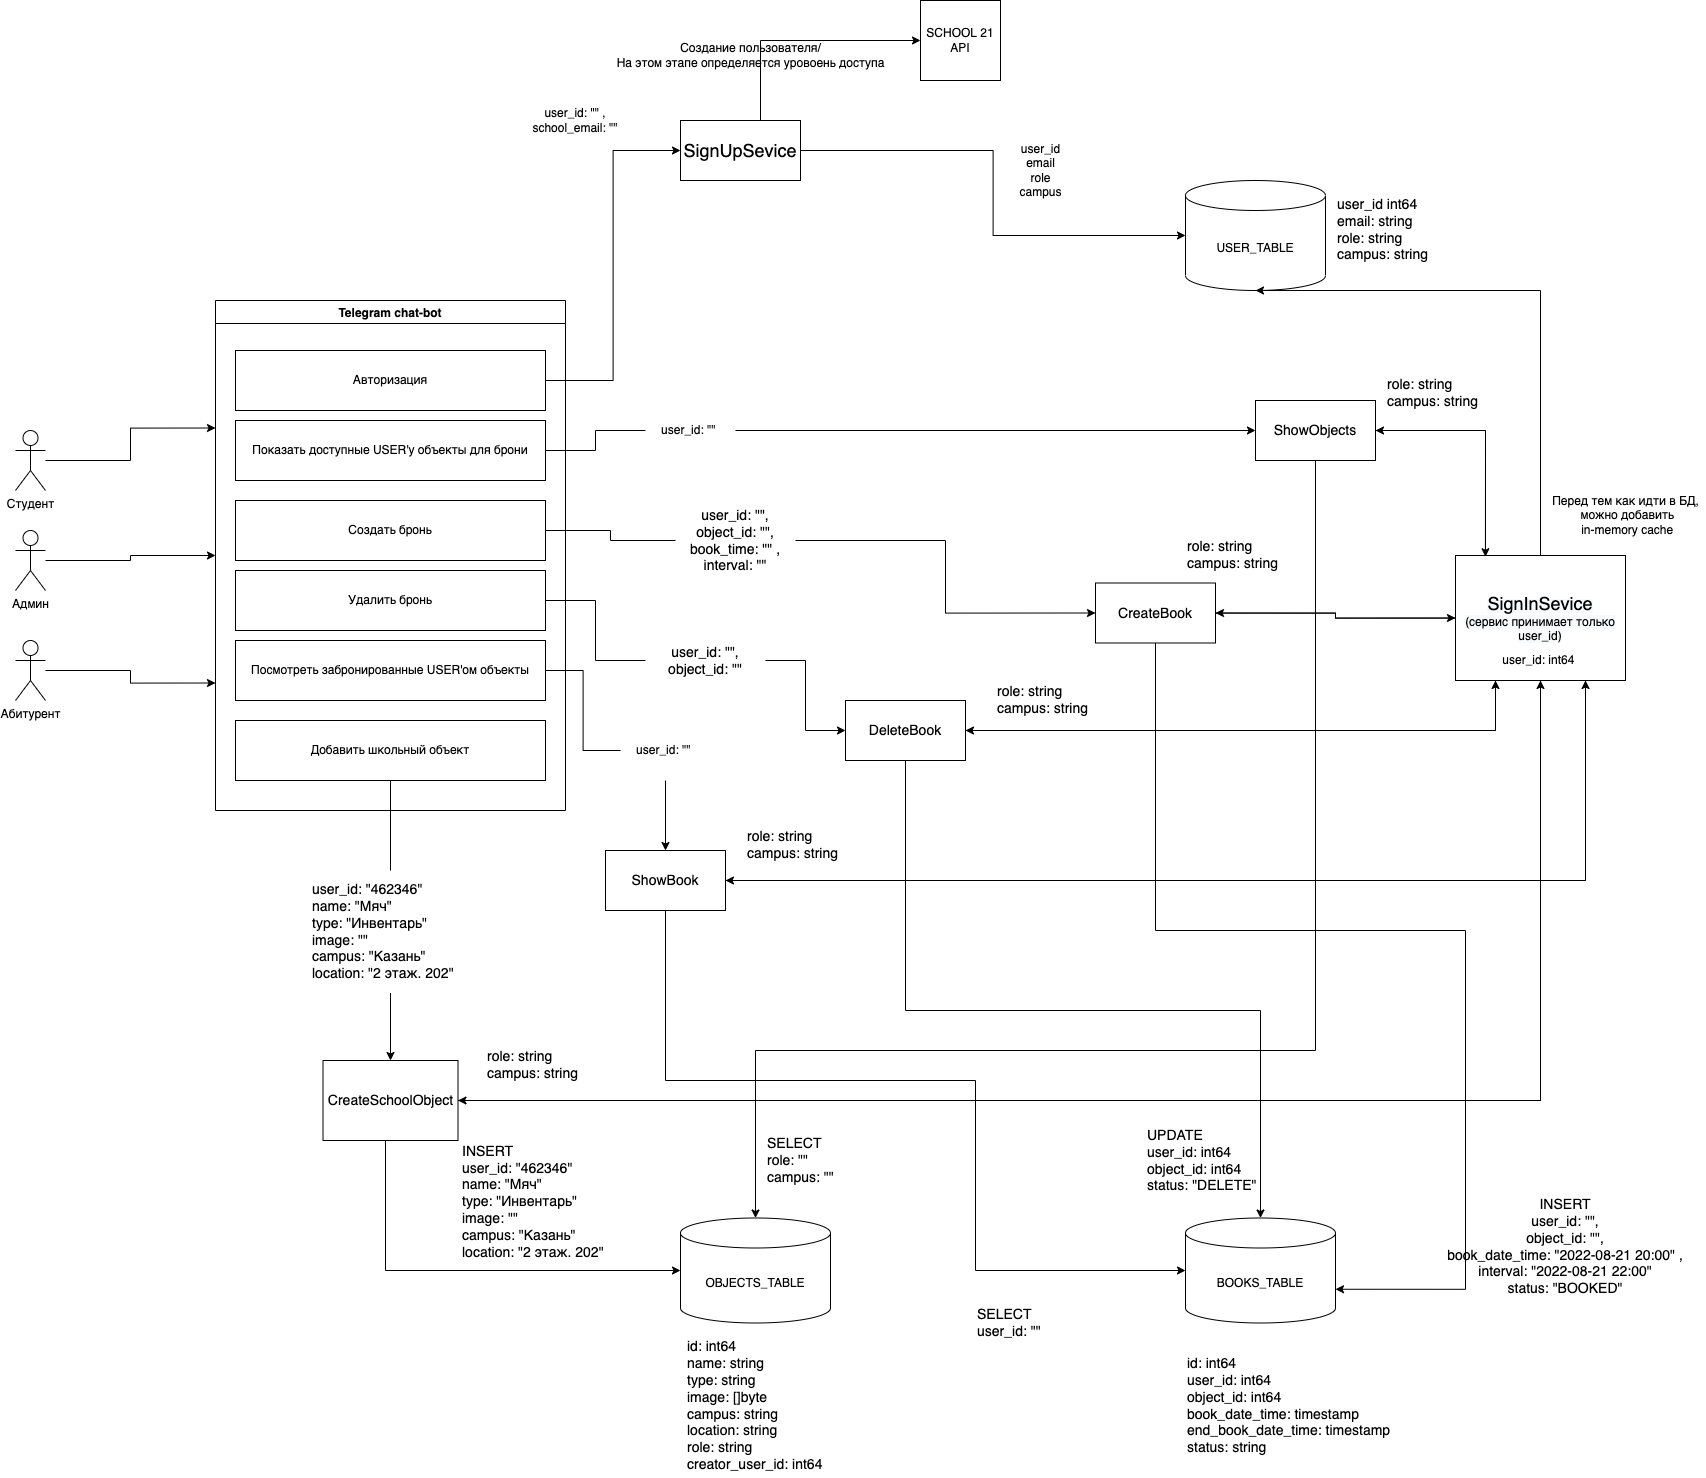 SCHOOL 21
API
Создание пользователя/
На этом этапе определяется уровоень доступа
user_id: "" ,
school_email: ""
SignUpSevice
user_id
email
role
campus
USER_TABLE
user_id int64
email: string
role: string
campus: string
Telegram chat-bot
Авторизация
Показать доступные USER'у объекты для брони
Создать бронь
Удалить бронь
Посмотреть забронированные USER'ом объекты
Добавить школьный объект
Студент
Админ
Абитурент
user_id: ""
ShowObjects
role: string
campus: string
user_id: "",
object_id: "",
book_time: "" ,
interval: ""
role: string
campus: string
CreateBook
Перед тем как идти в БД,
можно добавить
in-memory cache
SignInSevice
(сервис принимает только
user_id)
user_id: int64
user_id: "",
object_id: ""
role: string
campus: string
DeleteBook
user_id: ""
role: string
campus: string
ShowBook
user_id: "462346"
name: "Мяч"
type: "Инвентарь"
image: ""
campus: "Казань"
location: "2 этаж. 202"
role: string
campus: string
CreateSchoolObject
INSERT
user_id: "462346"
name: "Мяч"
type: "Инвентарь"
image: ""
campus: "Казань"
location: "2 этаж. 202"
SELECT
role: ""
campus: ""
UPDATE
user_id: int64
object_id: int64
status: "DELETE"
INSERT
user_id: "",
object_id: "",
book_date_time: "2022-08-21 20:00" ,
interval: "2022-08-21 22:00"
status: "BOOKED"
OBJECTS_TABLE
BOOKS_TABLE
SELECT
user_id: ""
id: int64
name: string
type: string
image: []byte
campus: string
location: string
role: string
creator_user_id: int64
id: int64
user_id: int64
object_id: int64
book_date_time: timestamp
end_book_date_time: timestamp
status: string